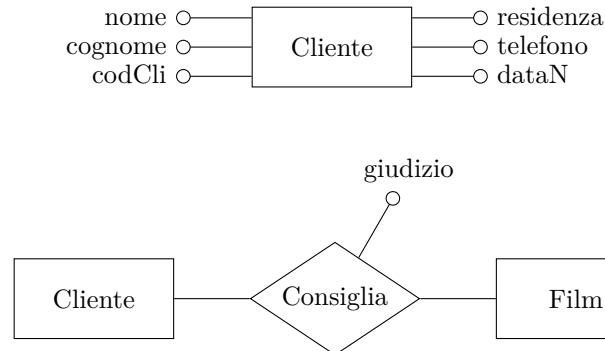 nome
cognome
codCli
Cliente
residenza
telefono
dataN
giudizio
Cliente
Consiglia
Film